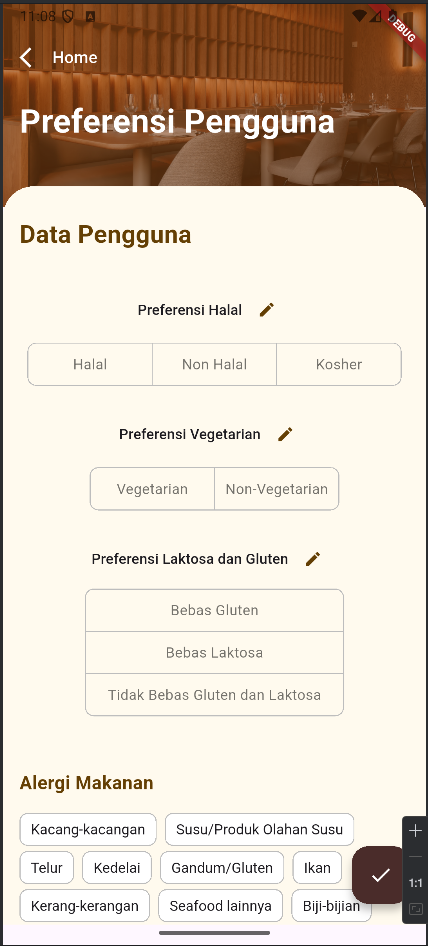 11:08
DEBUG
Home
Preferensi Pengguna
Data Pengguna
Preferensi Halal
Halal Non Halal Kosher
Preferensi Vegetarian
Vegetarian Non-Vegetarian
Preferensi Laktosa dan Gluten
Bebas Gluten
Bebas Laktosa
Tidak Bebas Gluten dan Laktosa
Alergi Makanan
Kacang-kacangan Susu/Produk Olahan Susu
Telur Kedelai Gandum/Gluten Ikan
1:1
Kerang-kerangan Seafood lainnya Biji-bijian